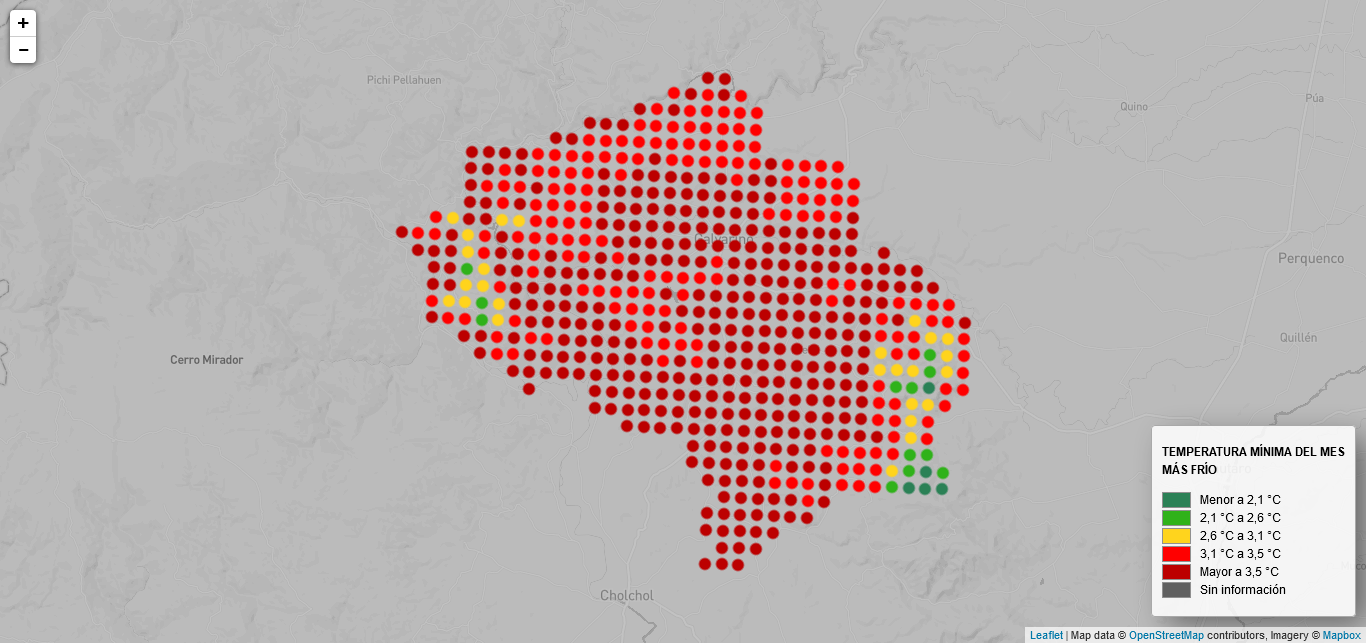 +
−
Pichi Pellahuen
Quino
Púa
Galvarino
Perquenco
Quillén
Cerro Mirador
Cholchol
TEMPERATURA MÍNIMA DEL MES
MÁS FRÍO
Menor a 2,1 °C
2,1 °C a 2,6 °C
2,6 °C a 3,1 °C
3,1 °C a 3,5 °C
Mayor a 3,5 °C
Sin información
Leaflet | Map data © OpenStreetMap contributors, Imagery © Mapbox